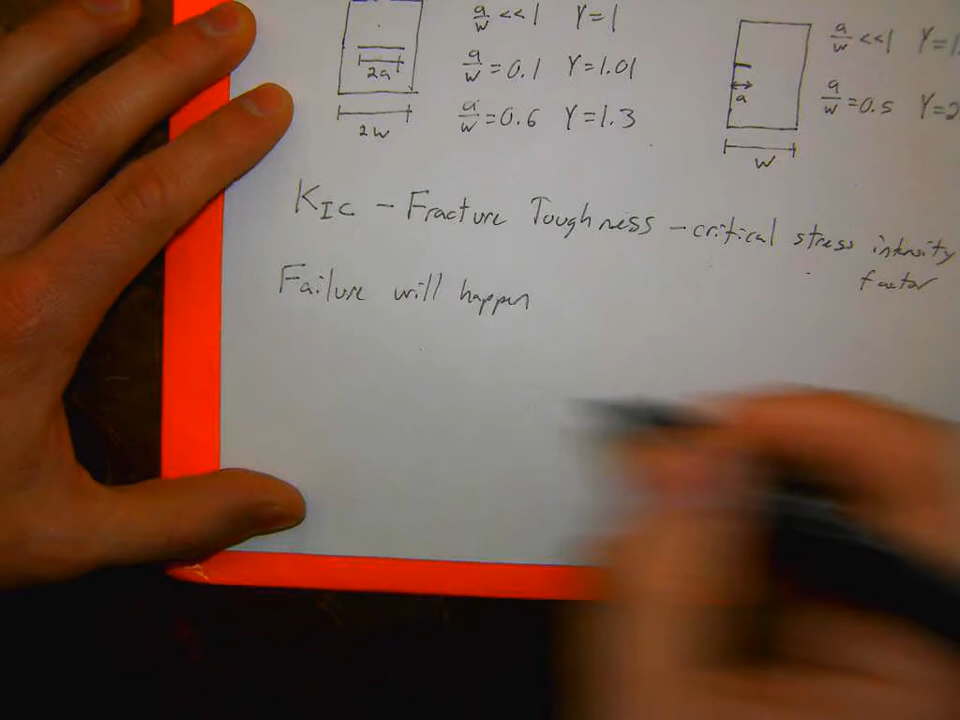 a/w << 1 Y = 1
a/w = 0.1 Y = 1.01
a/w = 0.6 Y = 1.3
2a
2w
a/w << 1 Y = 1.
a/w = 0.5 Y = 2
a
w
KIC - Fracture Toughness - critical stress intensity
factor
Failure will happen